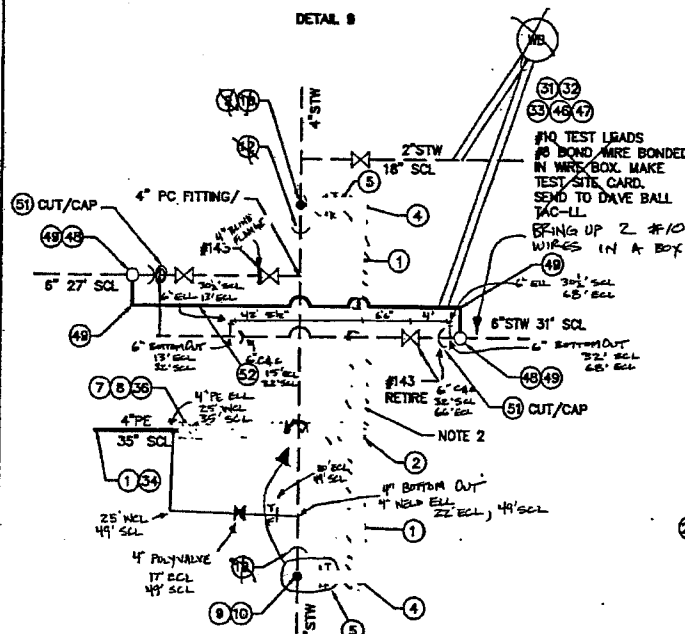 DETAIL 9
WB
31 32
33 46 47
4" STW
2" STW
18" SCL
#10 TEST LEADS
#8 BOND WIRE BONDED
IN WIRE BOX. MAKE
TEST SITE CARD.
SEND TO DAVE BALL
TAC-LL
BRING UP 2 #10
WIRES IN A BOX
5
4
1
4" PC FITTING/
4" BLIND
FLANGE
#143
51 CUT/CAP
49 48
6" 27' SCL
30½' SCL
6" ELL 13' ECL
49
49
6" ELL 30½' SCL
68' ECL
6" STW 31' SCL
6" BOTTOM OUT
13' ECL
32' SCL
52
6" C&C
15' ECL
32' SCL
6'6"
4'
#143
RETIRE
6" C&C
32' SCL
66' ECL
6" BOTTOM OUT
32' ECL
68' ECL
48 49
51 CUT/CAP
7 8 36
4" PE ELL
25' WCL
35' SCL
4" PE
35" SCL
1 34
NOTE 2
2
20' ECL
49' SCL
4" BOTTOM OUT
4" WELD ELL
22' ECL, 49' SCL
1
25' WCL
49' SCL
4" POLYVALVE
17' ECL
49' SCL
9 10
4
5